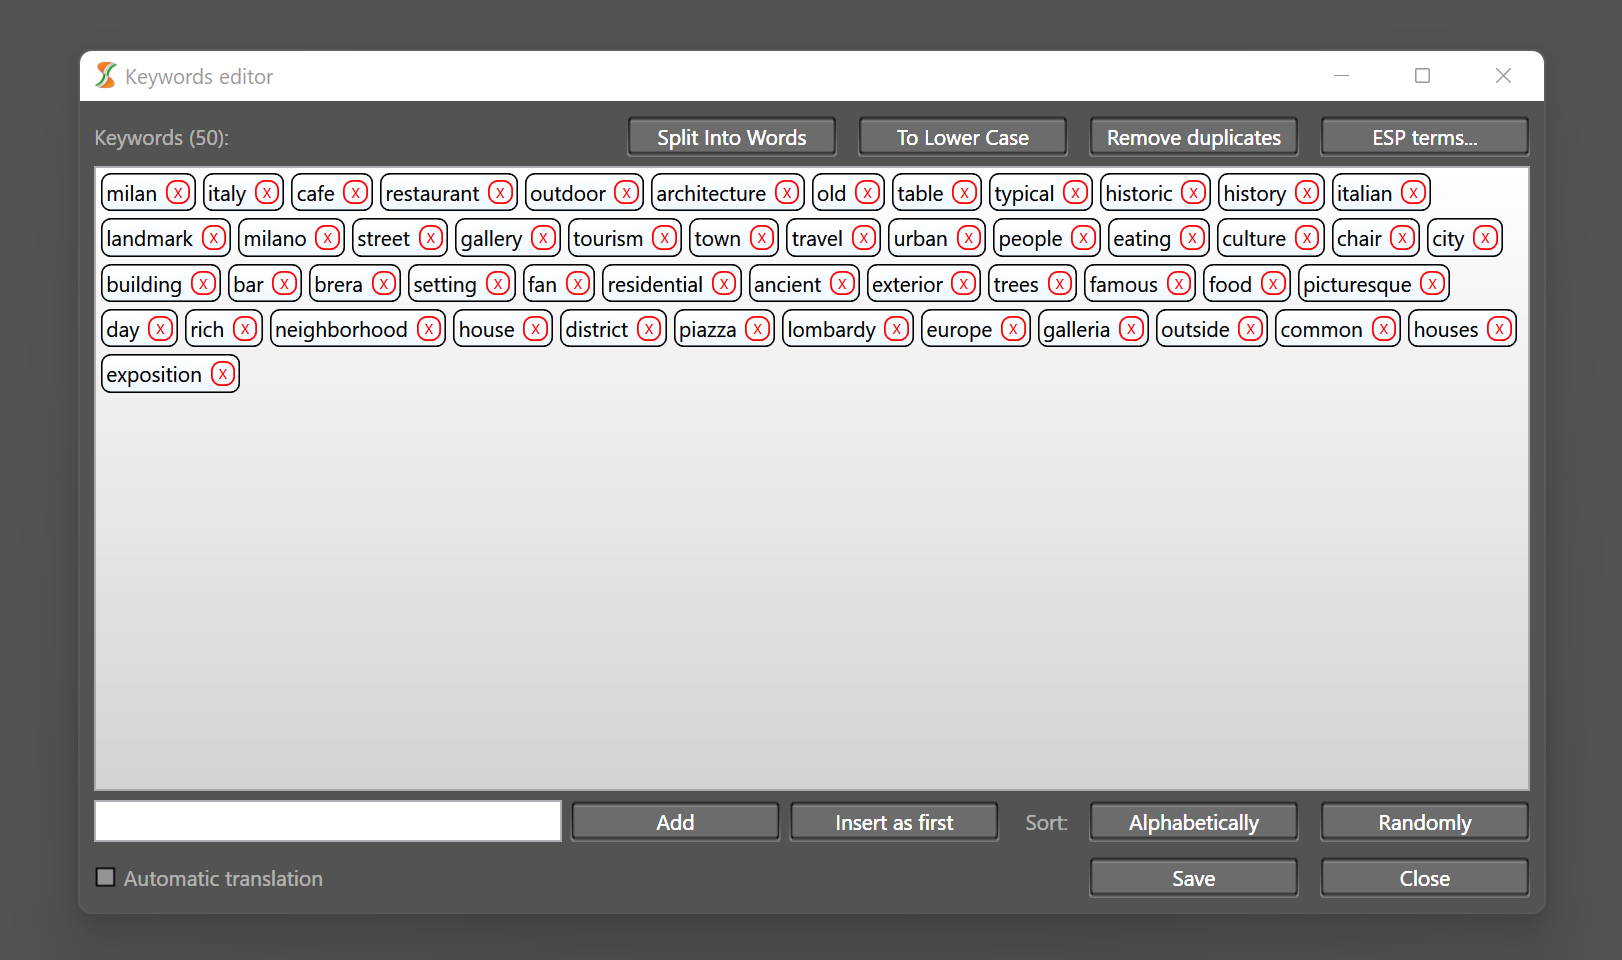 Keywords editor
Keywords (50): Split Into Words To Lower Case Remove duplicates ESP terms...
milan x italy x cafe x restaurant x outdoor x architecture x old x table x typical x historic x history x italian x
landmark x milano x street x gallery x tourism x town x travel x urban x people x eating x culture x chair x city x
building x bar x brera x setting x fan x residential x ancient x exterior x trees x famous x food x picturesque x
day x rich x neighborhood x house x district x piazza x lombardy x europe x galleria x outside x common x houses x
exposition x
Add Insert as first Sort: Alphabetically Randomly
Automatic translation Save Close